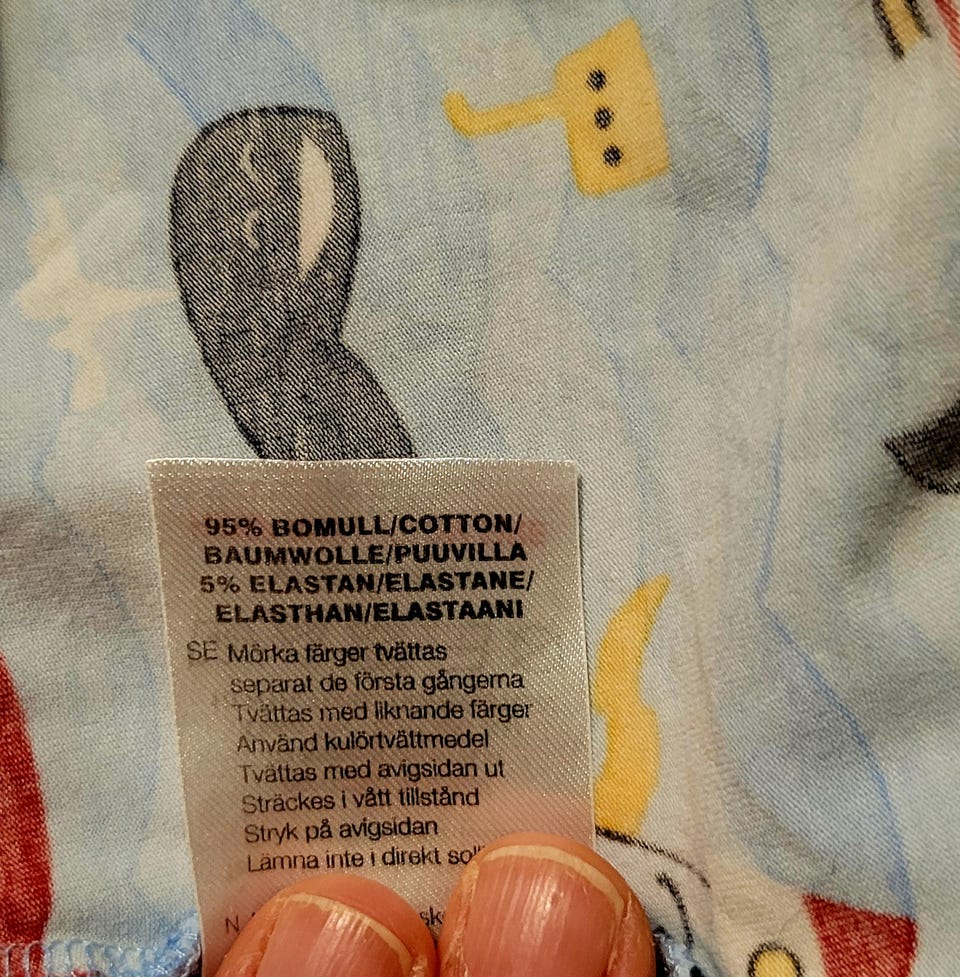 95% BOMULL/COTTON/
BAUMWOLLE/PUUVILLA
5% ELASTAN/ELASTANE/
ELASTHAN/ELASTAANI
SE Mörka färger tvättas
separat de första gångerna
Tvättas med liknande färger
Använd kulörtvättmedel
Tvättas med avigsidan ut
Sträckes i vått tillstånd
Stryk på avigsidan
Lämna inte i direkt